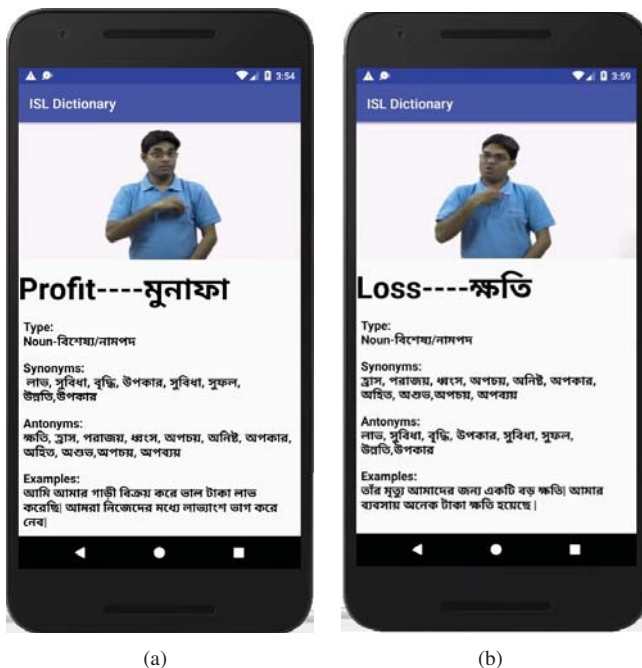 3:54
ISL Dictionary
Profit----মুনাফা
Type:
Noun-বিশেষ্য/নামপদ
Synonyms:
লাভ, সুবিধা, বৃদ্ধি, উপকার, সুবিধা, সুফল,
উন্নতি,উপকার
Antonyms:
ক্ষতি, হ্রাস, পরাজয়, ধ্বংস, অপচয়, অনিষ্ট, অপকার,
অহিত, অশুভ,অপচয়, অপব্যয়
Examples:
আমি আমার গাড়ী বিক্রয় করে ভাল টাকা লাভ
করেছি| আমরা নিজেদের মধ্যে লাভ্যাংশ ভাগ করে
নেব|
(a)
3:59
ISL Dictionary
Loss----ক্ষতি
Type:
Noun-বিশেষ্য/নামপদ
Synonyms:
হ্রাস, পরাজয়, ধ্বংস, অপচয়, অনিষ্ট, অপকার,
অহিত, অশুভ,অপচয়, অপব্যয়
Antonyms:
লাভ, সুবিধা, বৃদ্ধি, উপকার, সুবিধা, সুফল,
উন্নতি,উপকার
Examples:
তাঁর মৃত্যু আমাদের জন্য একটি বড় ক্ষতি| আমার
ব্যবসায় অনেক টাকা ক্ষতি হয়েছে |
(b)